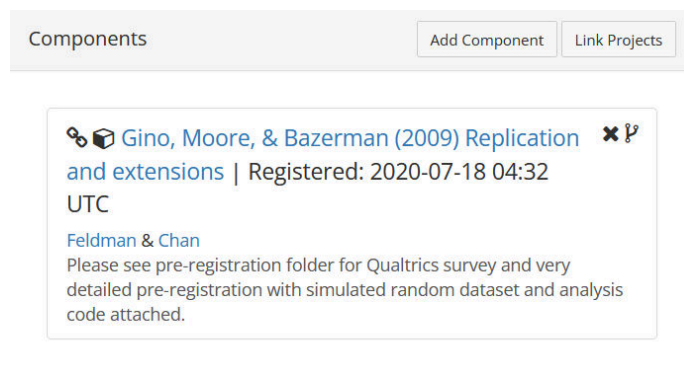 Components
Add Component
Link Projects
Gino, Moore, & Bazerman (2009) Replication
and extensions | Registered: 2020-07-18 04:32
UTC
Feldman & Chan
Please see pre-registration folder for Qualtrics survey and very
detailed pre-registration with simulated random dataset and analysis
code attached.